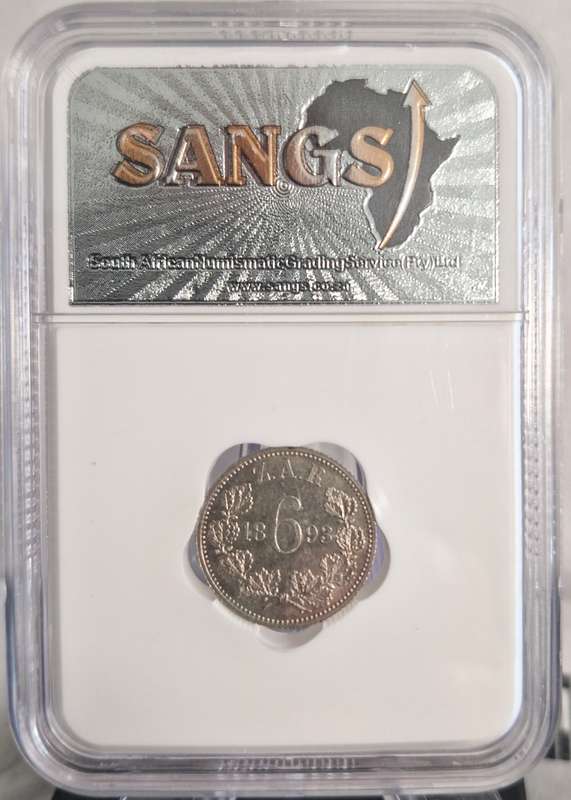 SANGS
South African Numismatic Grading Service (Pty) Ltd
www.sangs.co.za
Z.A.R
18 6 93